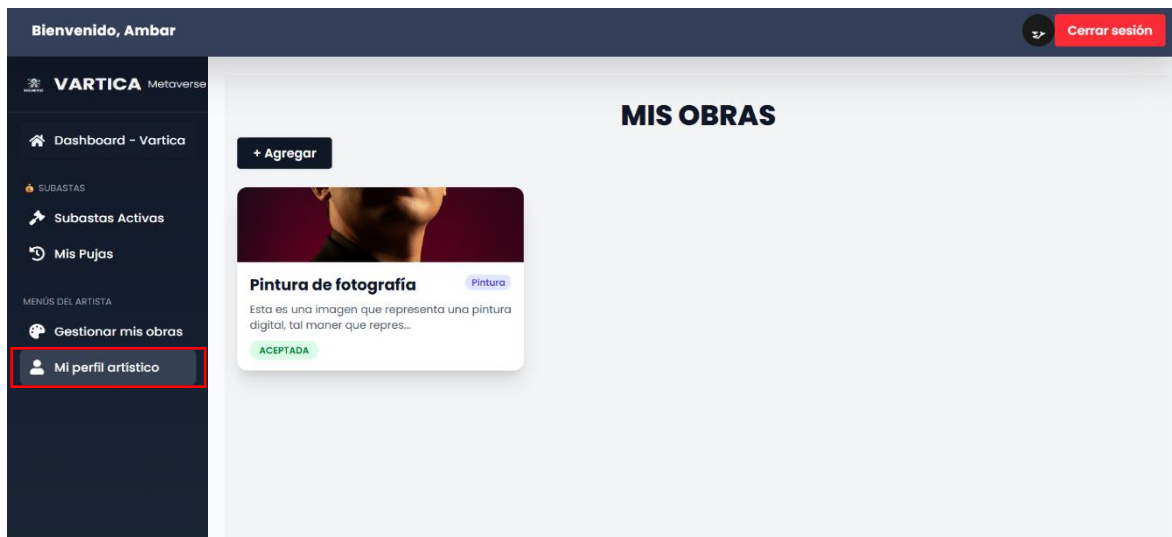 Bienvenido, Ambar
Cerrar sesión
VARTICA Metaverse
Dashboard - Vartica
SUBASTAS
Subastas Activas
Mis Pujas
MENÚS DEL ARTISTA
Gestionar mis obras
Mi perfil artístico
MIS OBRAS
+ Agregar
Pintura de fotografía
Pintura
Esta es una imagen que representa una pintura
digital, tal maner que repres...
ACEPTADA